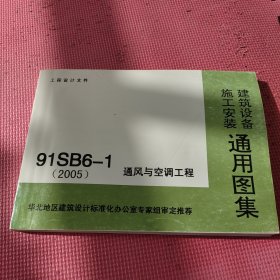 工程设计文件
建筑设备
施工安装
通用图集
91SB6-1
(2005)
通风与空调工程
华北地区建筑设计标准化办公室专家组审定推荐